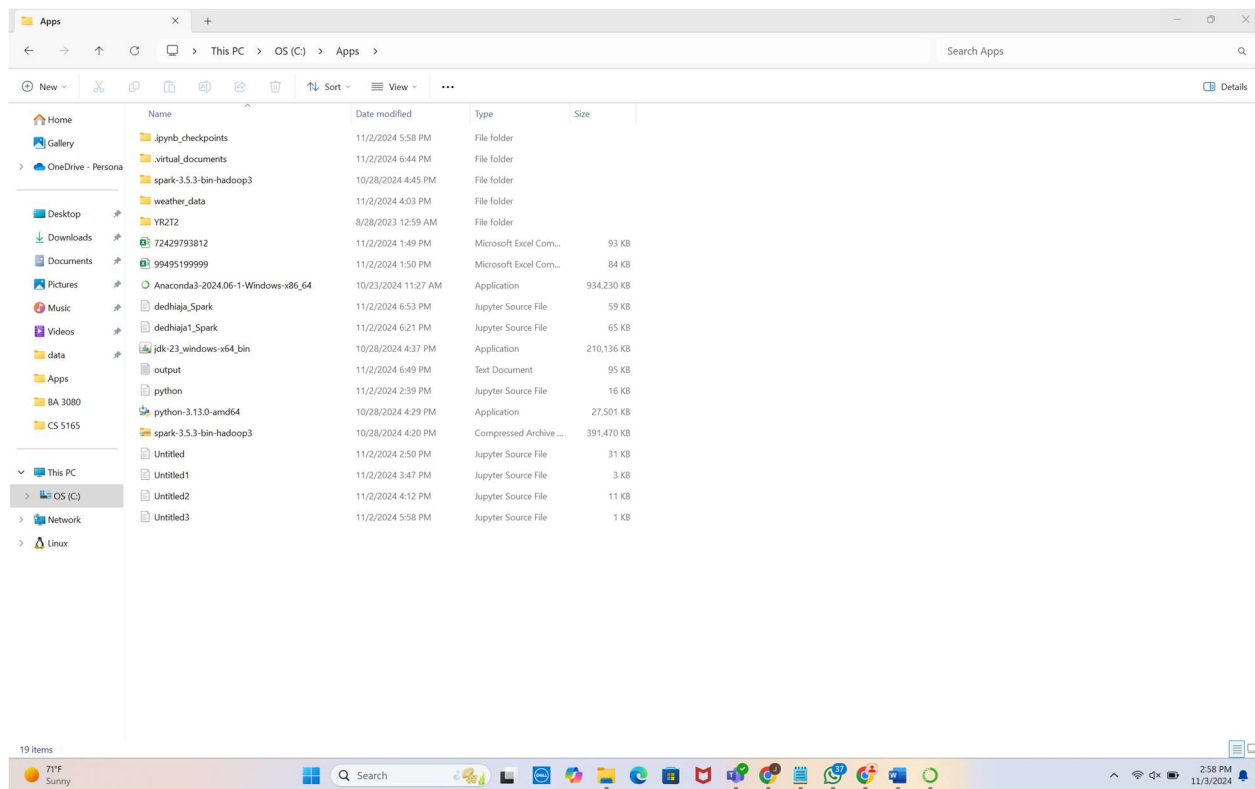 Apps
This PC > OS (C:) > Apps >
Search Apps
New
Sort
View
Details
Name Date modified Type Size
Home
Gallery
OneDrive - Persona
Desktop
Downloads
Documents
Pictures
Music
Videos
data
Apps
BA 3080
CS 5165
This PC
OS (C:)
Network
Linux
.ipynb_checkpoints 11/2/2024 5:58 PM File folder
.virtual_documents 11/2/2024 6:44 PM File folder
spark-3.5.3-bin-hadoop3 10/28/2024 4:45 PM File folder
weather_data 11/2/2024 4:03 PM File folder
YR2T2 8/28/2023 12:59 AM File folder
72429793812 11/2/2024 1:49 PM Microsoft Excel Com... 93 KB
99495199999 11/2/2024 1:50 PM Microsoft Excel Com... 84 KB
Anaconda3-2024.06-1-Windows-x86_64 10/23/2024 11:27 AM Application 934,230 KB
dedhiaja_Spark 11/2/2024 6:53 PM Jupyter Source File 59 KB
dedhiaja1_Spark 11/2/2024 6:21 PM Jupyter Source File 65 KB
jdk-23_windows-x64_bin 10/28/2024 4:37 PM Application 210,136 KB
output 11/2/2024 6:49 PM Text Document 95 KB
python 11/2/2024 2:39 PM Jupyter Source File 16 KB
python-3.13.0-amd64 10/28/2024 4:29 PM Application 27,501 KB
spark-3.5.3-bin-hadoop3 10/28/2024 4:20 PM Compressed Archive ... 391,470 KB
Untitled 11/2/2024 2:50 PM Jupyter Source File 31 KB
Untitled1 11/2/2024 3:47 PM Jupyter Source File 3 KB
Untitled2 11/2/2024 4:12 PM Jupyter Source File 11 KB
Untitled3 11/2/2024 5:58 PM Jupyter Source File 1 KB
19 items
71°F
Sunny
Search
DELL
37
2:58 PM
11/3/2024